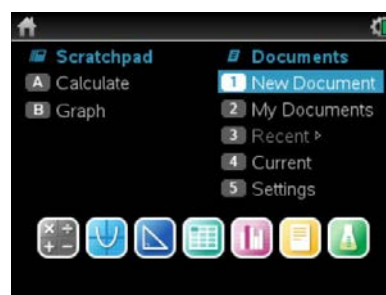 Scratchpad
A Calculate
B Graph
Documents
1 New Document
2 My Documents
3 Recent ▸
4 Current
5 Settings